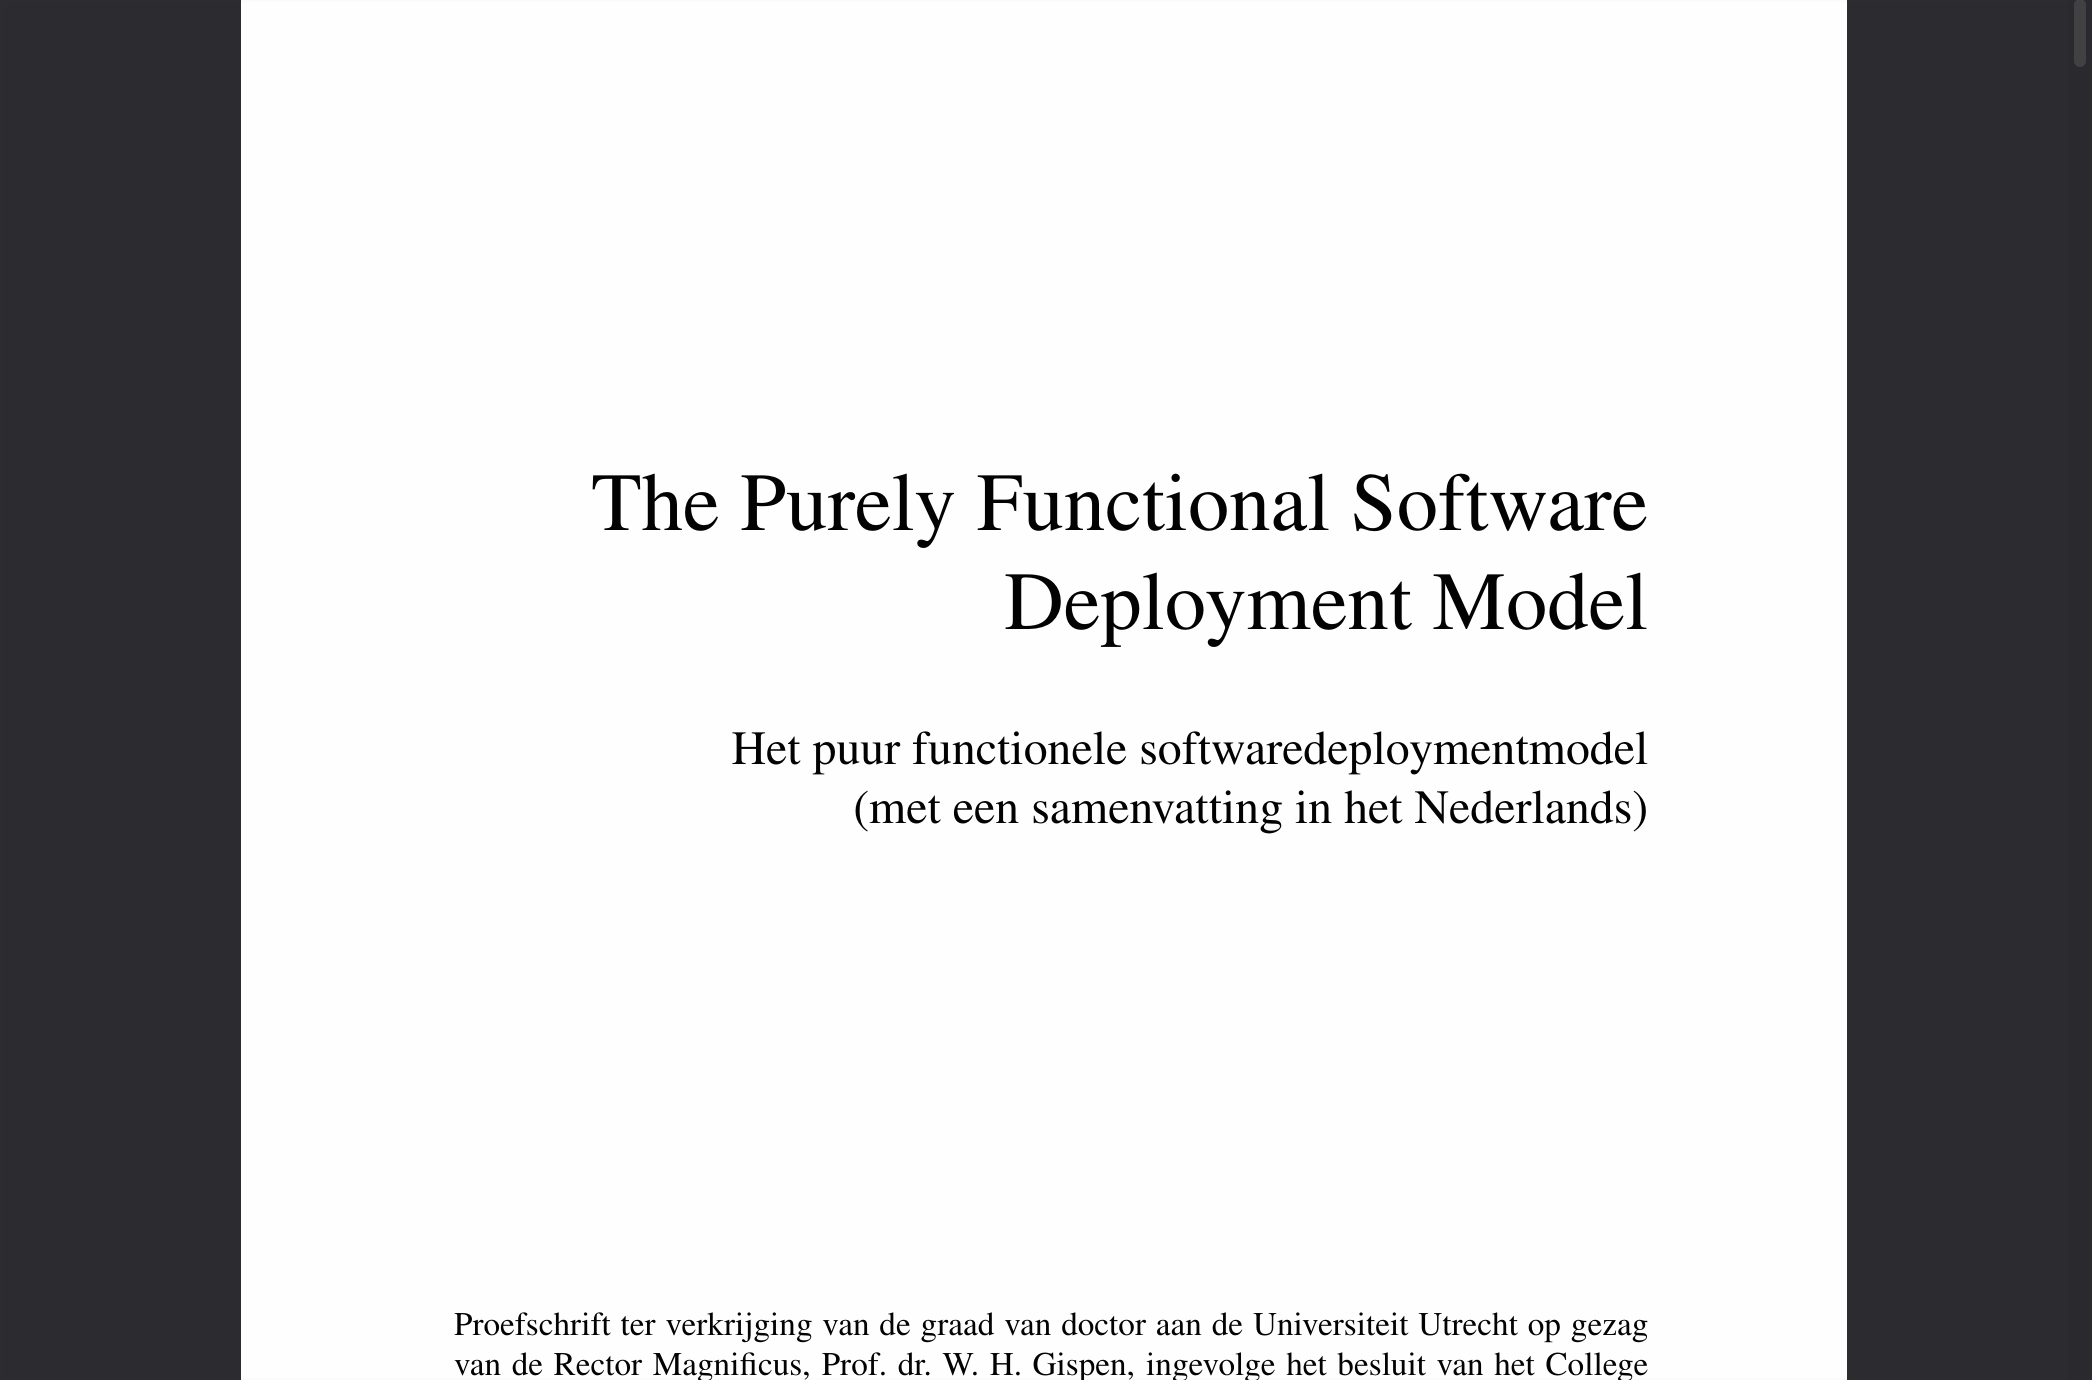 The Purely Functional Software
Deployment Model
Het puur functionele softwaredeploymentmodel
(met een samenvatting in het Nederlands)
Proefschrift ter verkrijging van de graad van doctor aan de Universiteit Utrecht op gezag
van de Rector Magnificus, Prof. dr. W. H. Gispen, ingevolge het besluit van het College